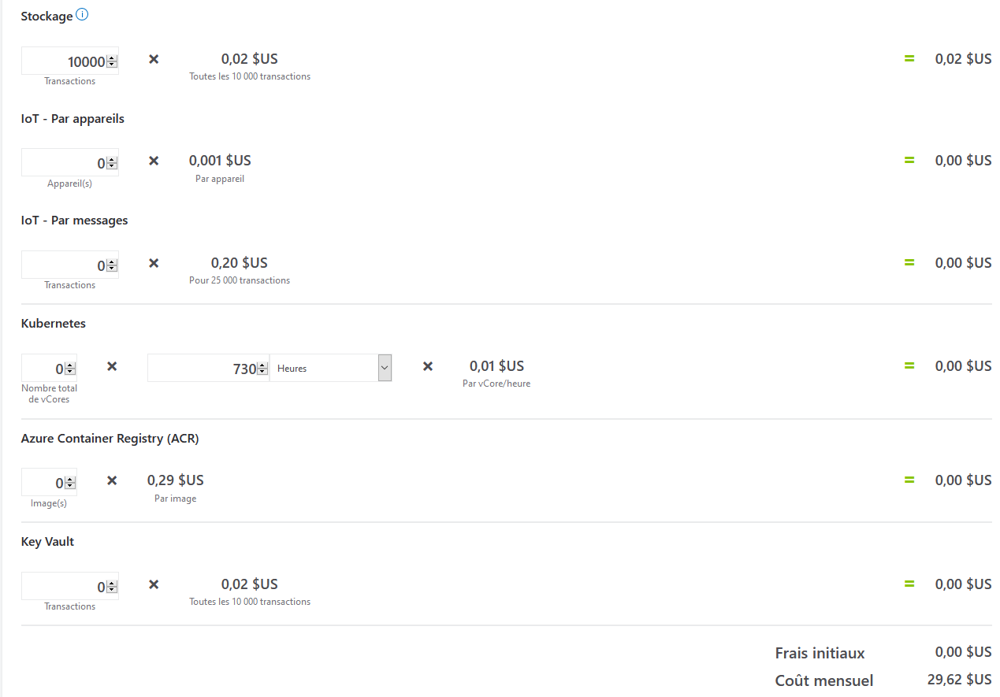 Stockage
10000 × 0,02 $US = 0,02 $US
Transactions Toutes les 10 000 transactions
IoT - Par appareils
0 × 0,001 $US = 0,00 $US
Appareil(s) Par appareil
IoT - Par messages
0 × 0,20 $US = 0,00 $US
Transactions Pour 25 000 transactions
Kubernetes
0 × 730 Heures × 0,01 $US = 0,00 $US
Nombre total Par vCore/heure
de vCores
Azure Container Registry (ACR)
0 × 0,29 $US = 0,00 $US
Image(s) Par image
Key Vault
0 × 0,02 $US = 0,00 $US
Transactions Toutes les 10 000 transactions
Frais initiaux 0,00 $US
Coût mensuel 29,62 $US